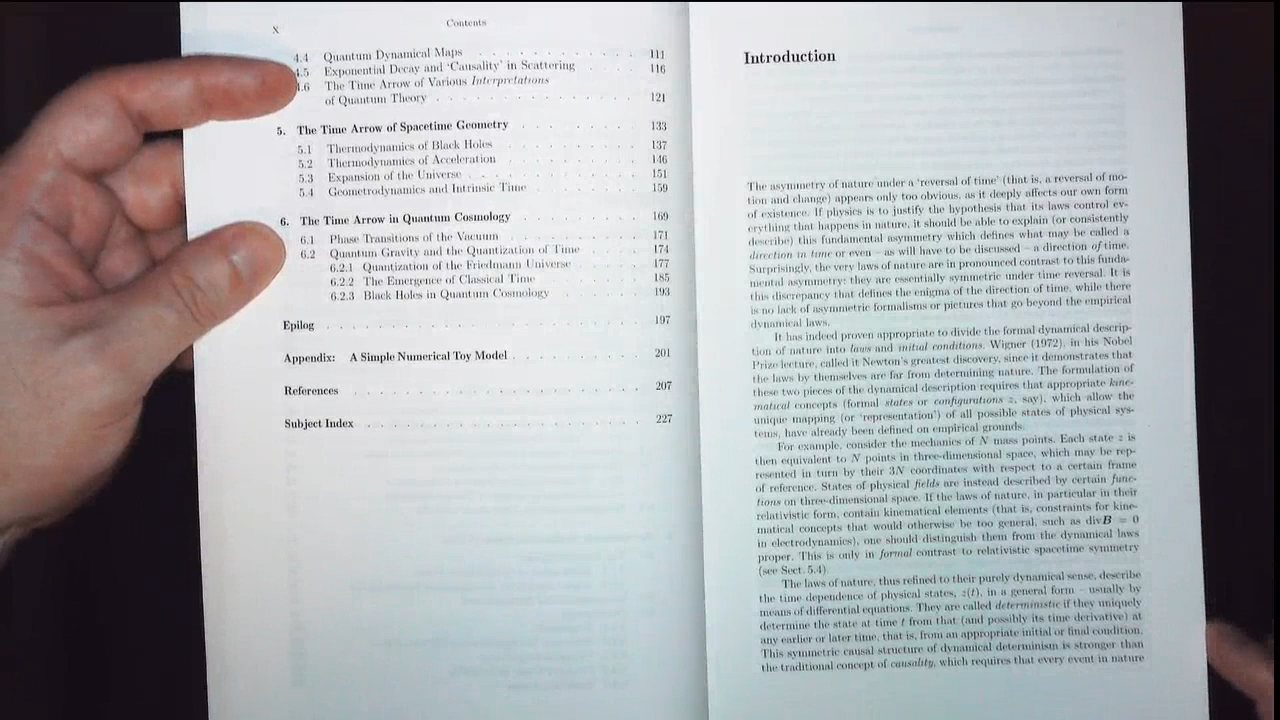 X
Contents
4.4 Quantum Dynamical Maps . . . . . . . . . . . 111
4.5 Exponential Decay and ‘Causality’ in Scattering . . 116
4.6 The Time Arrow of Various Interpretations
of Quantum Theory . . . . . . . . . . . . . 121
5. The Time Arrow of Spacetime Geometry . . . . . . . . 133
5.1 Thermodynamics of Black Holes . . . . . . . . . 137
5.2 Thermodynamics of Acceleration . . . . . . . . . 146
5.3 Expansion of the Universe . . . . . . . . . . . 151
5.4 Geometrodynamics and Intrinsic Time . . . . . . . 159
6. The Time Arrow in Quantum Cosmology . . . . . . . . 169
6.1 Phase Transitions of the Vacuum . . . . . . . . . 171
6.2 Quantum Gravity and the Quantization of Time . . . . 174
6.2.1 Quantization of the Friedmann Universe . . . . 177
6.2.2 The Emergence of Classical Time . . . . . . 185
6.2.3 Black Holes in Quantum Cosmology . . . . . 193
Epilog . . . . . . . . . . . . . . . . . . . . 197
Appendix: A Simple Numerical Toy Model . . . . . . . . 201
References . . . . . . . . . . . . . . . . . . 207
Subject Index . . . . . . . . . . . . . . . . . 227
Introduction
The asymmetry of nature under a ‘reversal of time’ (that is, a reversal of mo-
tion and change) appears only too obvious, as it deeply affects our own form
of existence. If physics is to justify the hypothesis that its laws control ev-
erything that happens in nature, it should be able to explain (or consistently
describe) this fundamental asymmetry which defines what may be called a
direction in time or even – as will have to be discussed – a direction of time.
Surprisingly, the very laws of nature are in pronounced contrast to this funda-
mental asymmetry: they are essentially symmetric under time reversal. It is
this discrepancy that defines the enigma of the direction of time, while there
is no lack of asymmetric formalisms or pictures that go beyond the empirical
dynamical laws.
It has indeed proven appropriate to divide the formal dynamical descrip-
tion of nature into laws and initial conditions. Wigner (1972), in his Nobel
Prize lecture, called it Newton's greatest discovery, since it demonstrates that
the laws by themselves are far from determining nature. The formulation of
these two pieces of the dynamical description requires that appropriate kine-
matical concepts (formal states or configurations z, say), which allow the
unique mapping (or ‘representation’) of all possible states of physical sys-
tems, have already been defined on empirical grounds.
For example, consider the mechanics of N mass points. Each state z is
then equivalent to N points in three-dimensional space, which may be rep-
resented in turn by their 3N coordinates with respect to a certain frame
of reference. States of physical fields are instead described by certain func-
tions on three-dimensional space. If the laws of nature, in particular in their
relativistic form, contain kinematical elements (that is, constraints for kine-
matical concepts that would otherwise be too general, such as divB = 0
in electrodynamics), one should distinguish them from the dynamical laws
proper. This is only in formal contrast to relativistic spacetime symmetry
(see Sect. 5.4).
The laws of nature, thus refined to their purely dynamical sense, describe
the time dependence of physical states, z(t), in a general form – usually by
means of differential equations. They are called deterministic if they uniquely
determine the state at time t from that (and possibly its time derivative) at
any earlier or later time, that is, from an appropriate initial or final condition.
This symmetric causal structure of dynamical determinism is stronger than
the traditional concept of causality, which requires that every event in nature